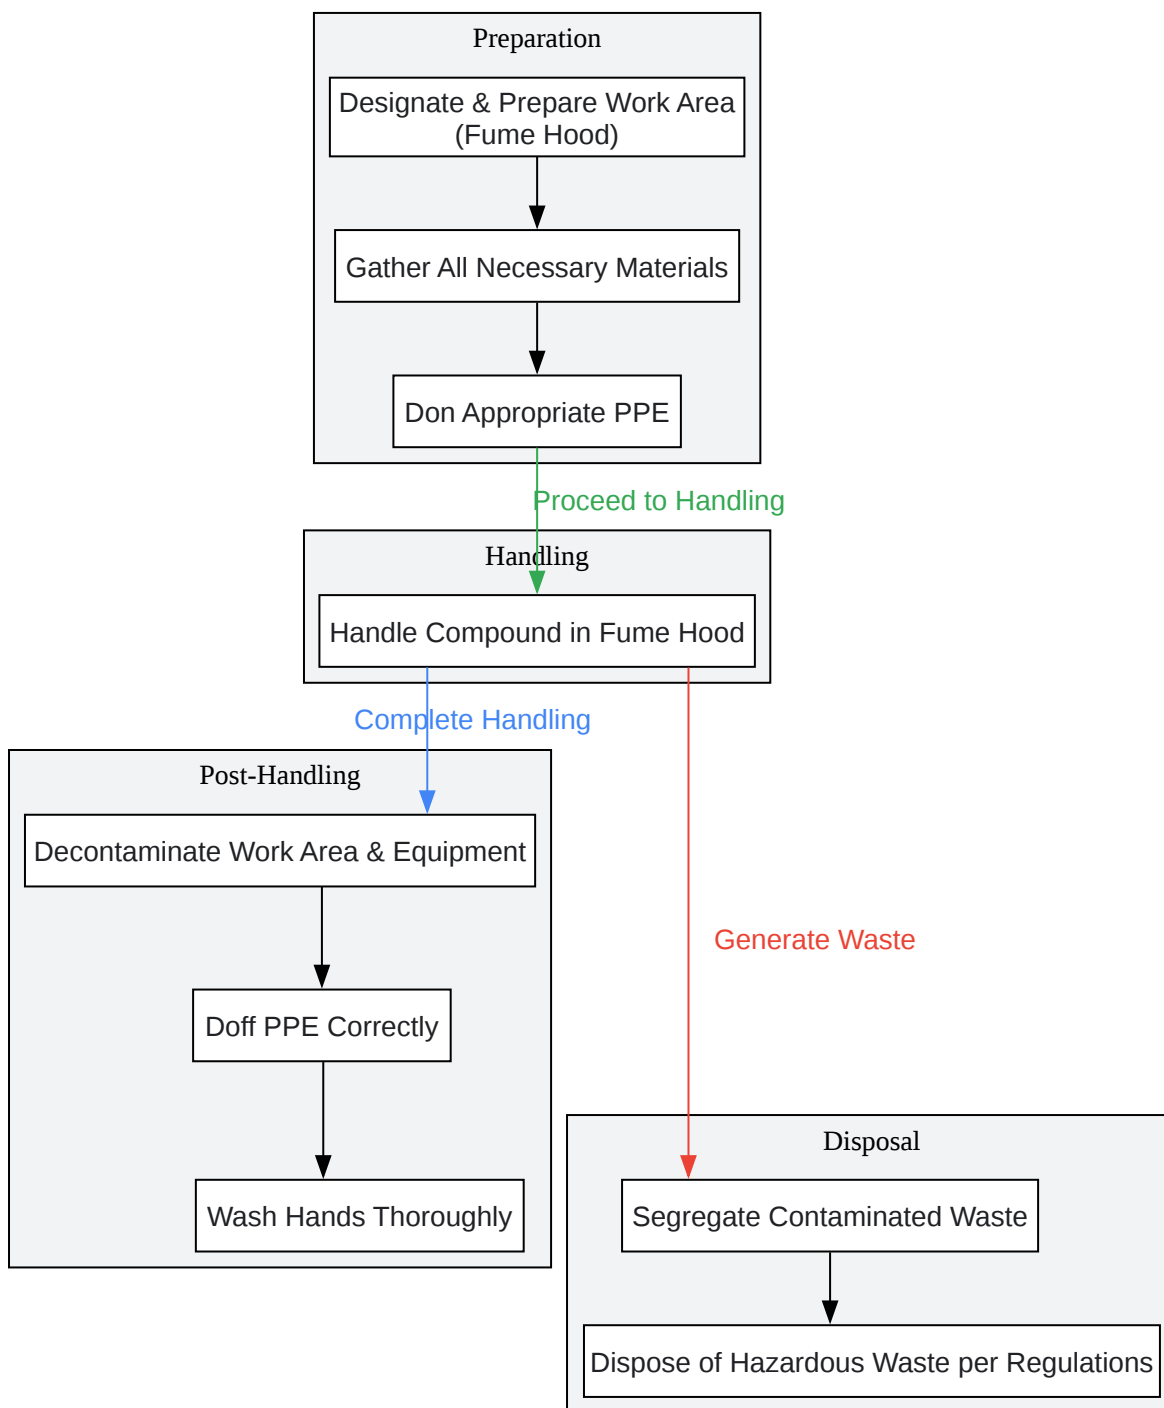 Preparation
Designate & Prepare Work Area
(Fume Hood)
Gather All Necessary Materials
Don Appropriate PPE
Proceed to Handling
Handling
Handle Compound in Fume Hood
Complete Handling
Post-Handling
Decontaminate Work Area & Equipment
Generate Waste
Doff PPE Correctly
Wash Hands Thoroughly
Disposal
Segregate Contaminated Waste
Dispose of Hazardous Waste per Regulations